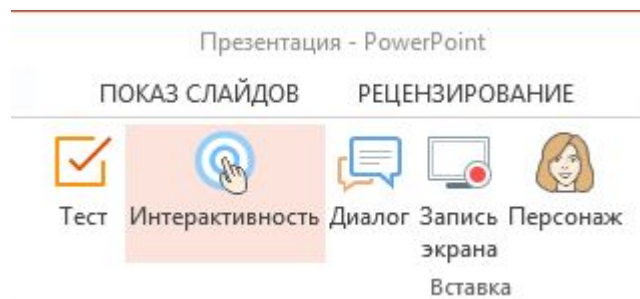 Презентация - PowerPoint
ПОКАЗ СЛАЙДОВ РЕЦЕНЗИРОВАНИЕ
Тест Интерактивность Диалог Запись экрана Персонаж
Вставка